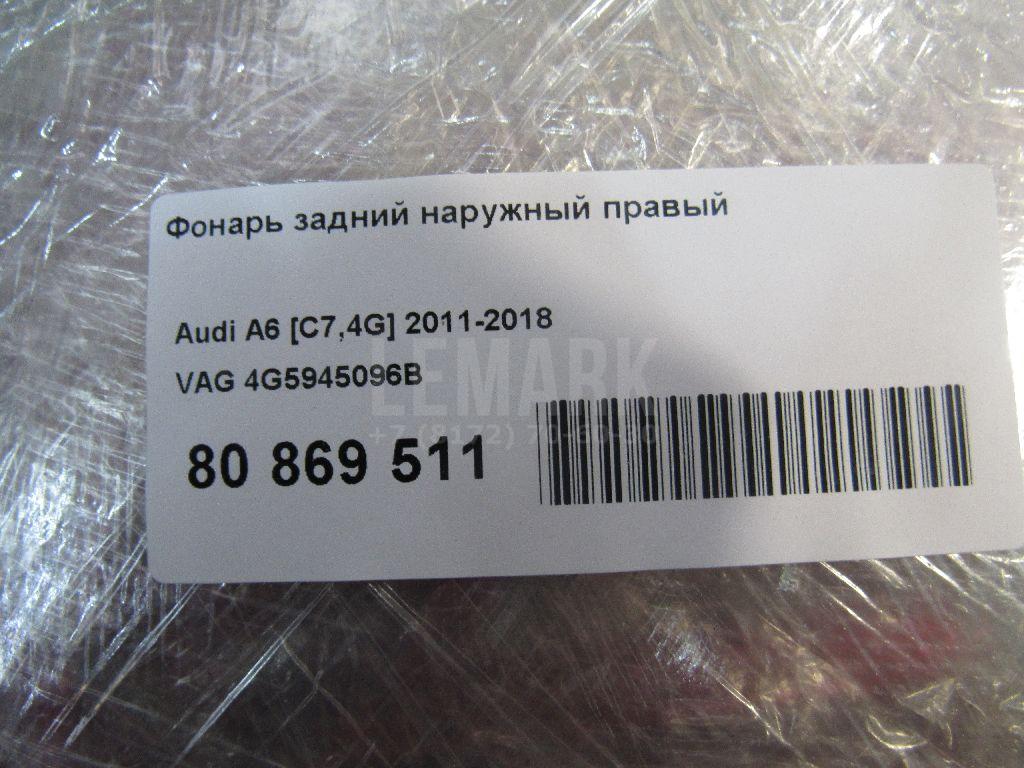 Фонарь задний наружный правый
Audi A6 [C7,4G] 2011-2018
VAG 4G5945096B
LEMARK
80 869 511